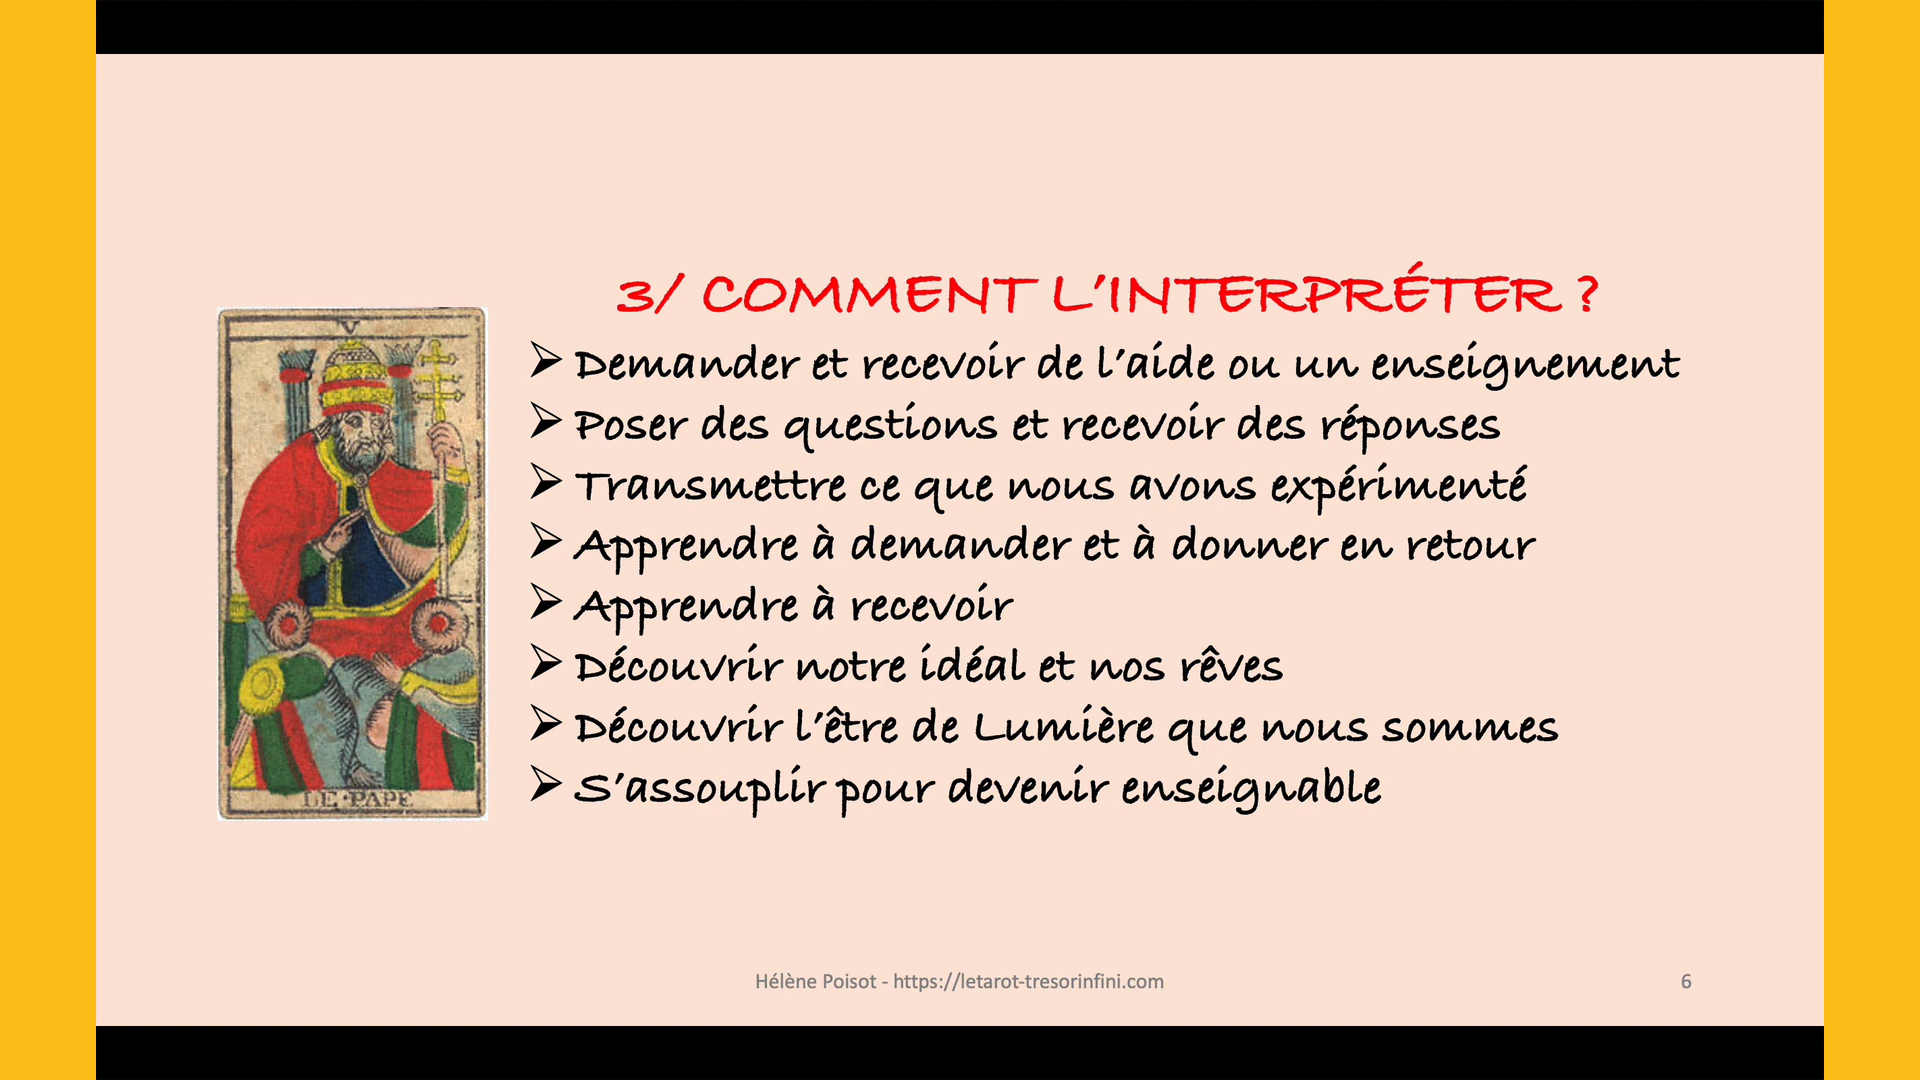 3/ COMMENT L’INTERPRÉTER ?
V
➢ Demander et recevoir de l’aide ou un enseignement
➢ Poser des questions et recevoir des réponses
➢ Transmettre ce que nous avons expérimenté
➢ Apprendre à demander et à donner en retour
➢ Apprendre à recevoir
➢ Découvrir notre idéal et nos rêves
➢ Découvrir l’être de Lumière que nous sommes
➢ S’assouplir pour devenir enseignable
LE·PAPE
Hélène Poisot - https://letarot-tresorinfini.com
6